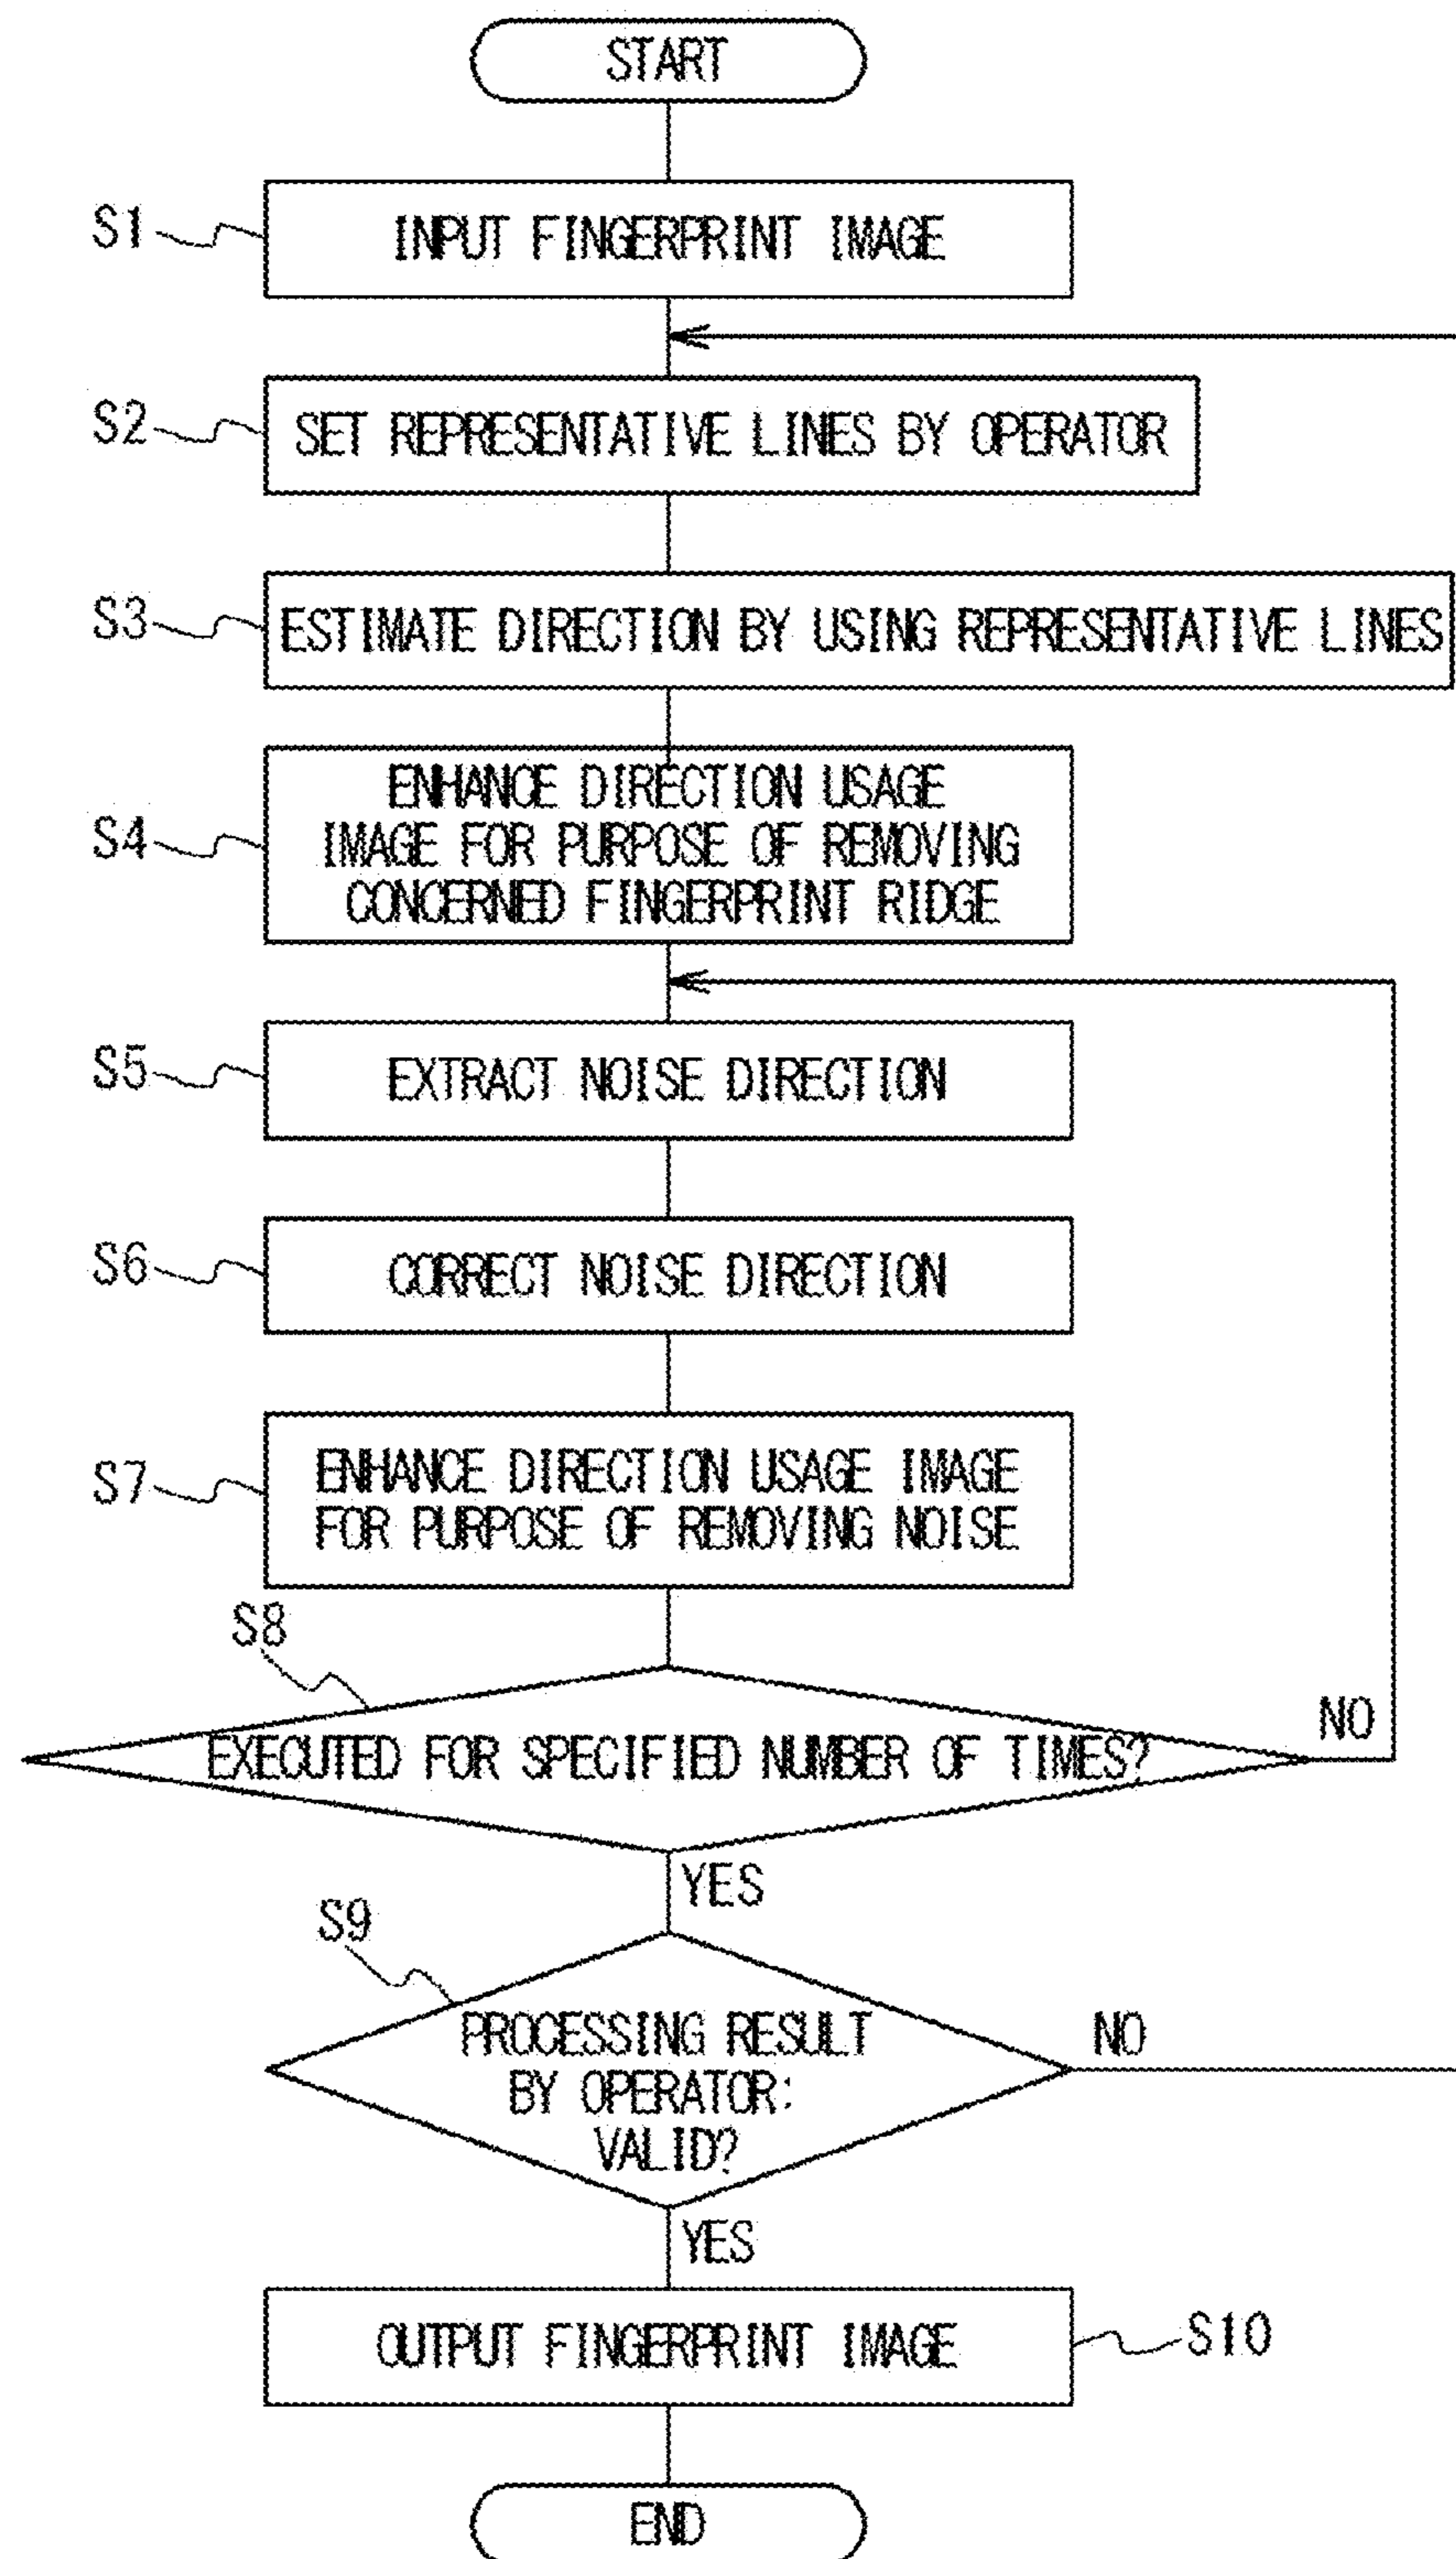 START
S1
INPUT FINGERPRINT IMAGE
S2
SET REPRESENTATIVE LINES BY OPERATOR
S3
ESTIMATE DIRECTION BY USING REPRESENTATIVE LINES
S4
ENHANCE DIRECTION USAGE
IMAGE FOR PURPOSE OF REMOVING
CONCERNED FINGERPRINT RIDGE
S5
EXTRACT NOISE DIRECTION
S6
CORRECT NOISE DIRECTION
S7
ENHANCE DIRECTION USAGE IMAGE
FOR PURPOSE OF REMOVING NOISE
S8
EXECUTED FOR SPECIFIED NUMBER OF TIMES?
NO
YES
S9
PROCESSING RESULT
BY OPERATOR:
VALID?
NO
YES
OUTPUT FINGERPRINT IMAGE
S10
END